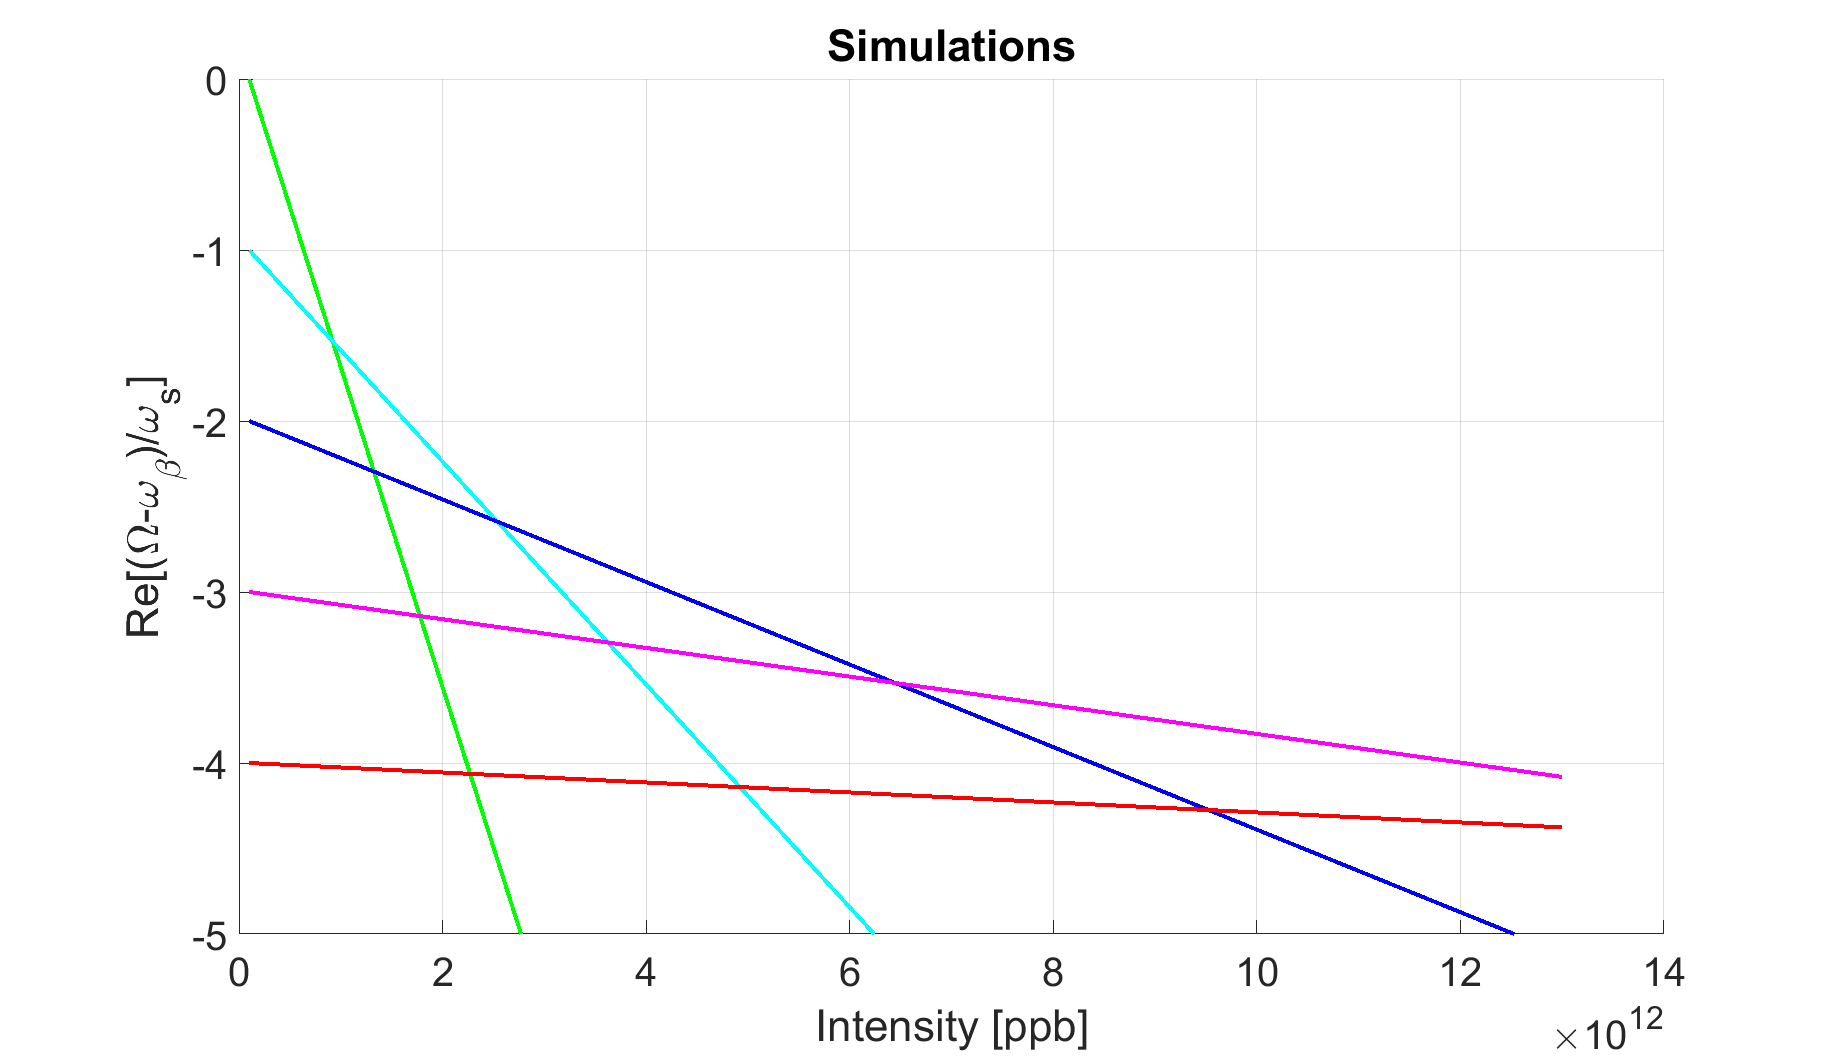 Simulations
0
-1
-2
-3
-4
-5
Re[(Ω-ω_β)/ω_s]
0 2 4 6 8 10 12 14
Intensity [ppb]
×10^12